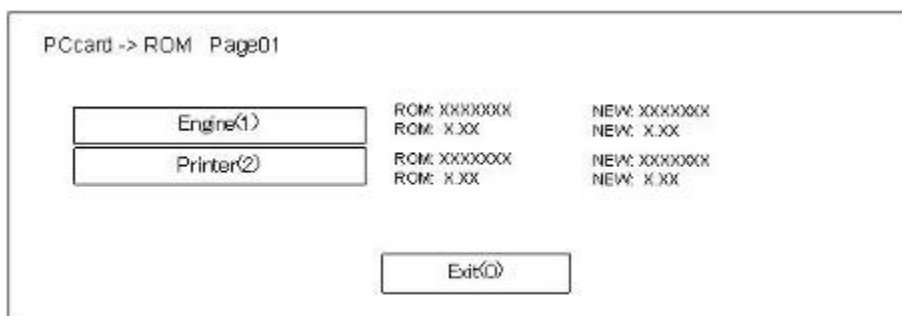 PCcard -> ROM Page01
Engine(1) ROM: XXXXXXX NEW: XXXXXXX
ROM: X.XX NEW: X.XX
Printer(2) ROM: XXXXXXX NEW: XXXXXXX
ROM: X.XX NEW: X.XX
Exit(0)